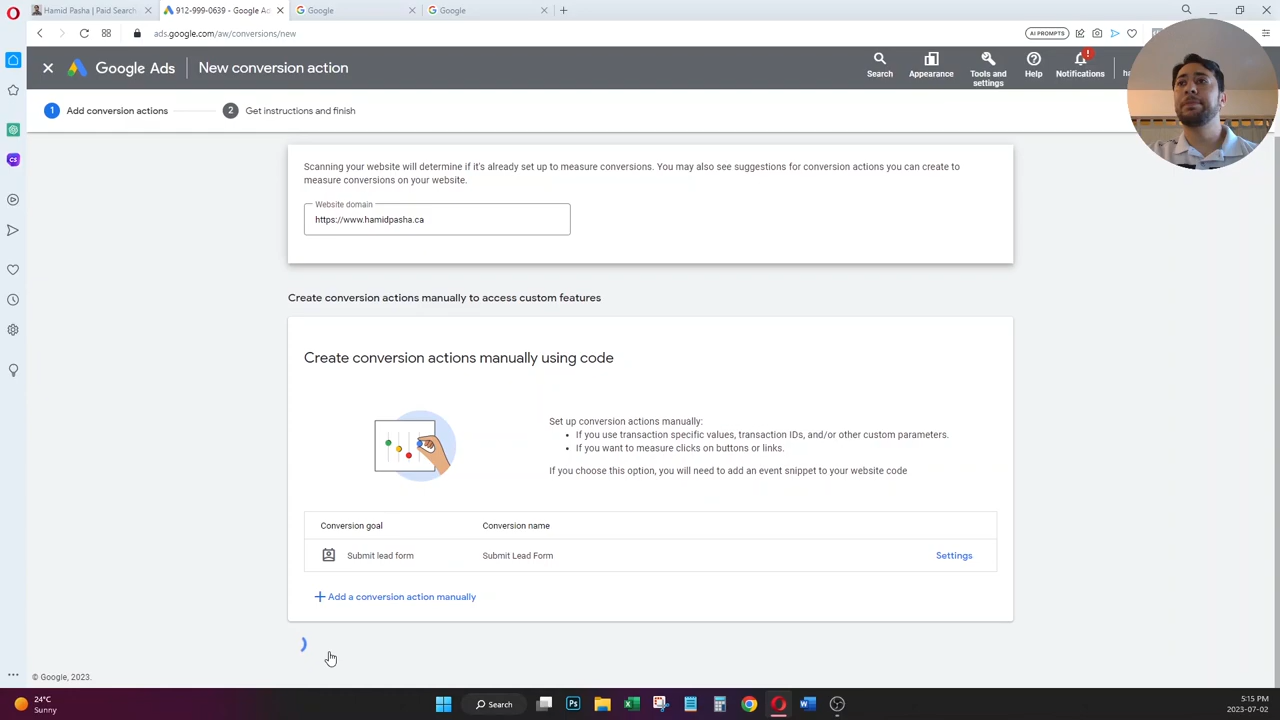 Hamid Pasha | Paid Search
912-999-0639 - Google Ads
Google
Google
ads.google.com/aw/conversions/new
AI PROMPTS
Google Ads
New conversion action
Search
Appearance
Tools and settings
Help
Notifications
1 Add conversion actions
2 Get instructions and finish
Scanning your website will determine if it's already set up to measure conversions. You may also see suggestions for conversion actions you can create to
measure conversions on your website.
Website domain
https://www.hamidpasha.ca
Create conversion actions manually to access custom features
Create conversion actions manually using code
Set up conversion actions manually:
• If you use transaction specific values, transaction IDs, and/or other custom parameters.
• If you want to measure clicks on buttons or links.
If you choose this option, you will need to add an event snippet to your website code
Conversion goal Conversion name
Submit lead form Submit Lead Form Settings
+ Add a conversion action manually
© Google, 2023.
24°C
Sunny
Search
5:15 PM
2023-07-02